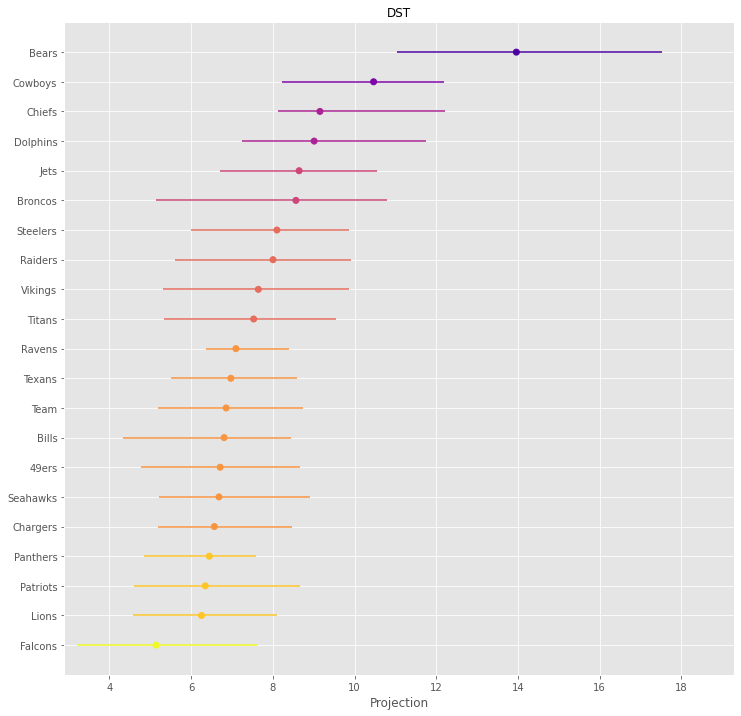 DST
Bears
Cowboys
Chiefs
Dolphins
Jets
Broncos
Steelers
Raiders
Vikings
Titans
Ravens
Texans
Team
Bills
49ers
Seahawks
Chargers
Panthers
Patriots
Lions
Falcons
4 6 8 10 12 14 16 18
Projection